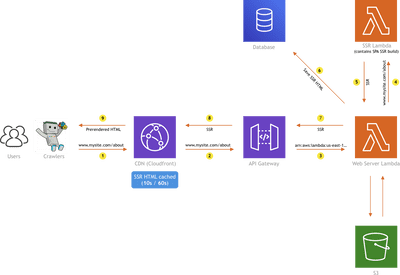 Database
SSR Lambda
(contains SPA SSR build)
6
Save SSR HTML
5
SSR
4
www.mysite.com/about
9
Prerendered HTML
8
SSR
7
SSR
Users
Crawlers
www.mysite.com/about
1
CDN (CloudFront)
www.mysite.com/about
2
API Gateway
arn:aws:lambda:us-east-1...
3
Web Server Lambda
SSR HTML cached
(10s / 60s)
S3